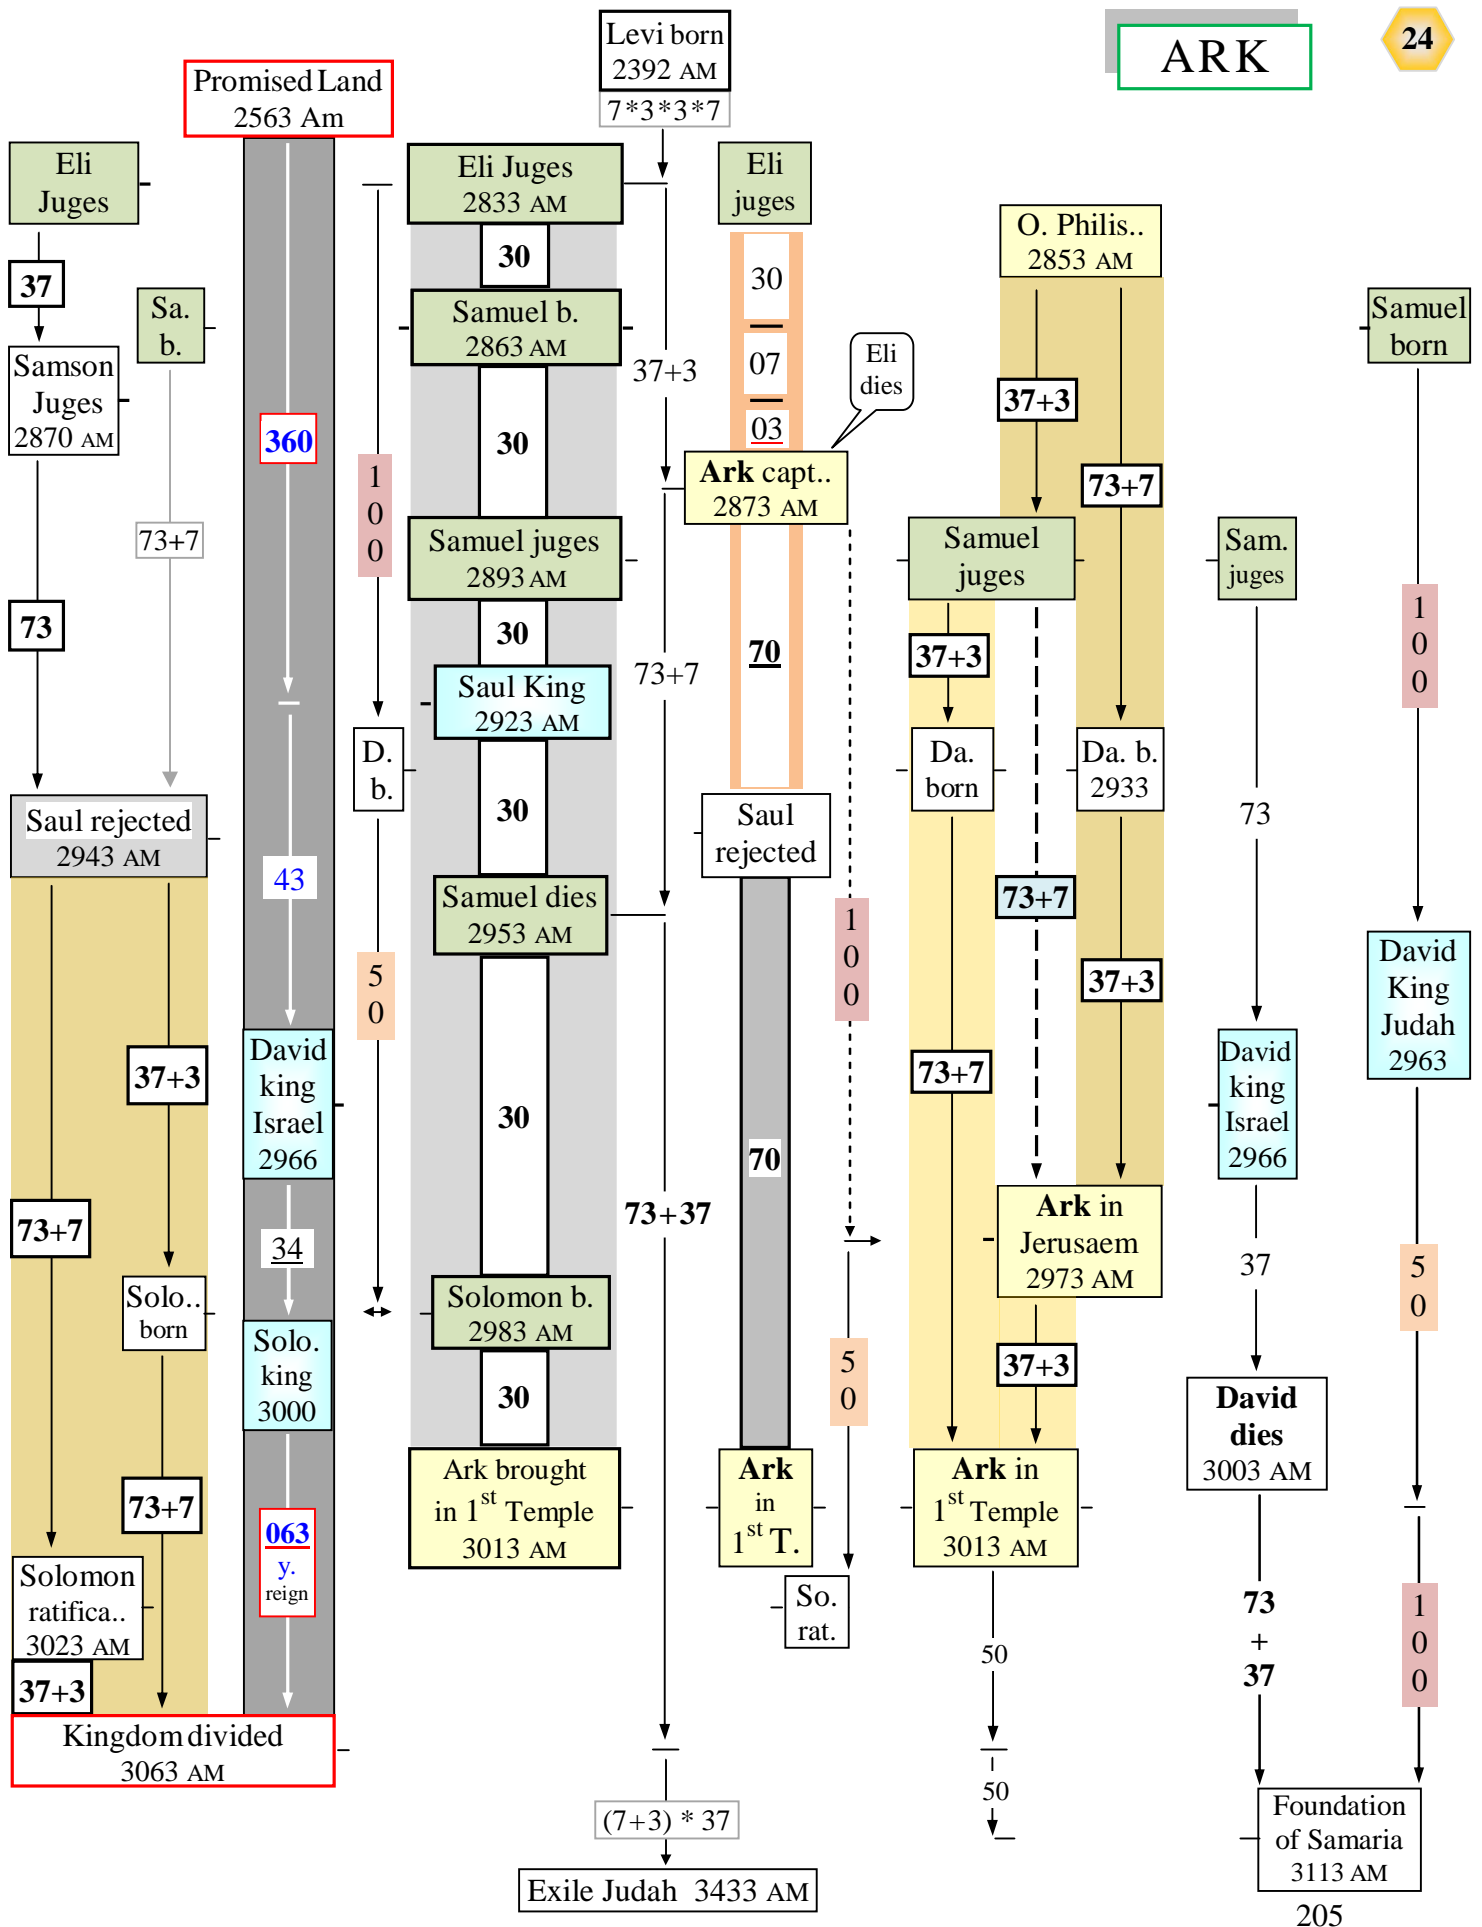 Levi born
2392 AM
7*3*3*7
ARK
24
Promised Land
2563 Am
Eli
Juges
37
Samson
Juges
2870 AM
73
Sa.
b.
73+7
Saul rejected
2943 AM
73+7
37+3
Solo..
born
73+7
Solomon
ratifica..
3023 AM
37+3
Kingdom divided
3063 AM
360
43
David
king
Israel
2966
34
Solo.
king
3000
063
y.
reign
1
0
0
D.
b.
5
0
Eli Juges
2833 AM
30
Samuel b.
2863 AM
30
Samuel juges
2893 AM
30
Saul King
2923 AM
30
Samuel dies
2953 AM
30
Solomon b.
2983 AM
30
Ark brought
in 1st Temple
3013 AM
37+3
73+7
73+37
(7+3) * 37
Exile Judah 3433 AM
Eli
juges
30
07
03
Eli
dies
Ark capt..
2873 AM
70
Saul
rejected
70
Ark
in
1st T.
1
0
0
5
0
So.
rat.
O. Philis..
2853 AM
37+3
73+7
Samuel
juges
37+3
Da.
born
Da. b.
2933
73+7
37+3
73+7
Ark in
Jerusaem
2973 AM
37+3
Ark in
1st Temple
3013 AM
50
50
Sam.
juges
73
David
king
Israel
2966
37
David
dies
3003 AM
73
+
37
Samuel
born
1
0
0
David
King
Judah
2963
5
0
1
0
0
Foundation
of Samaria
3113 AM
205